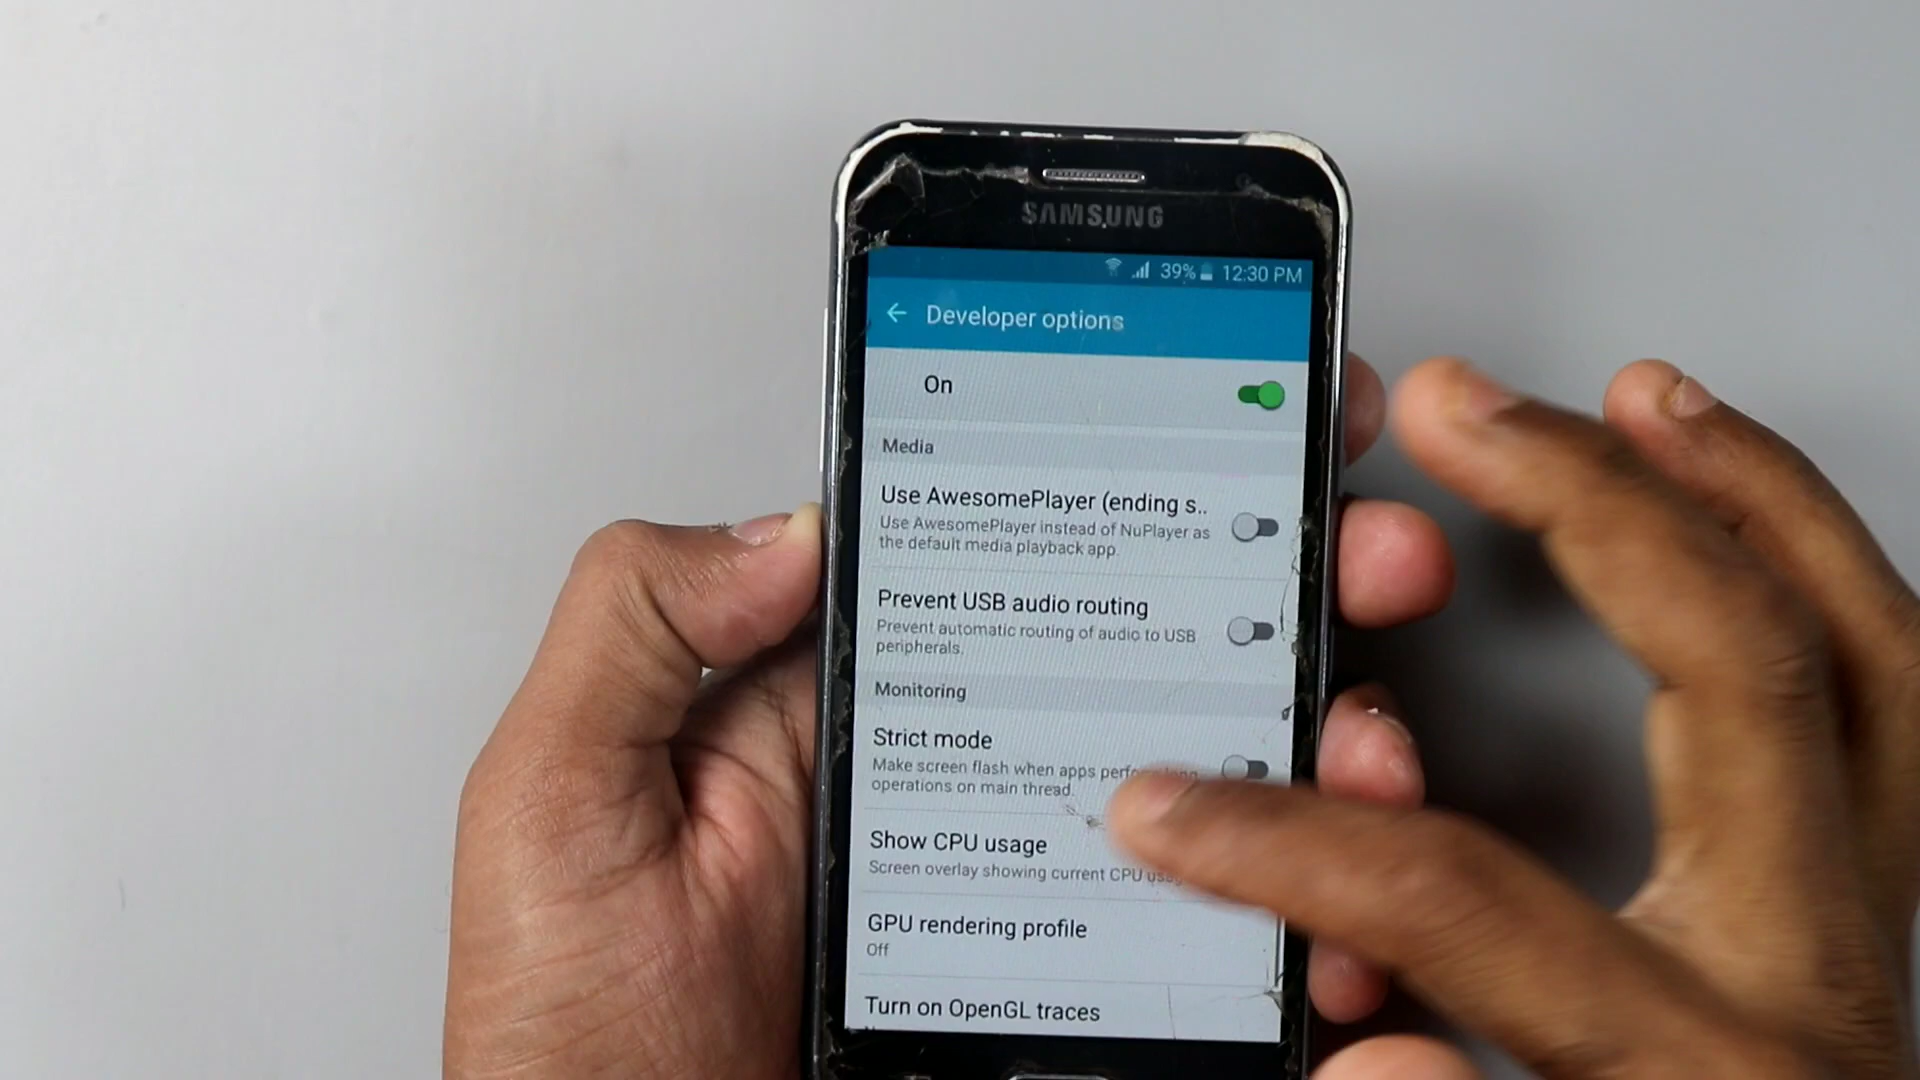 SAMSUNG
39% 12:30 PM
Developer options
On
Media
Use AwesomePlayer (ending s..
Use AwesomePlayer instead of NuPlayer as
the default media playback app.
Prevent USB audio routing
Prevent automatic routing of audio to USB
peripherals.
Monitoring
Strict mode
Make screen flash when apps perform long
operations on main thread.
Show CPU usage
Screen overlay showing current CPU usage
GPU rendering profile
Off
Turn on OpenGL traces